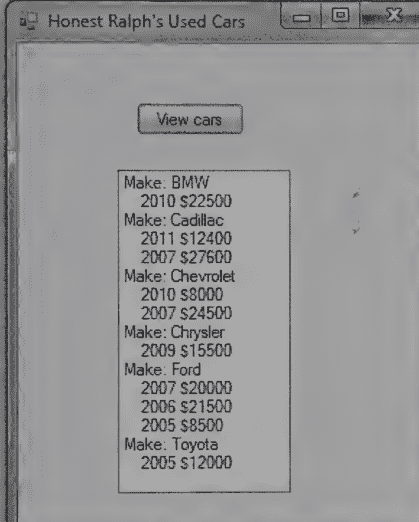 Honest Ralph's Used Cars
View cars
Make: BMW
2010 $22500
Make: Cadillac
2011 $12400
2007 $27600
Make: Chevrolet
2010 $8000
2007 $24500
Make: Chrysler
2009 $15500
Make: Ford
2007 $20000
2006 $21500
2005 $8500
Make: Toyota
2005 $12000